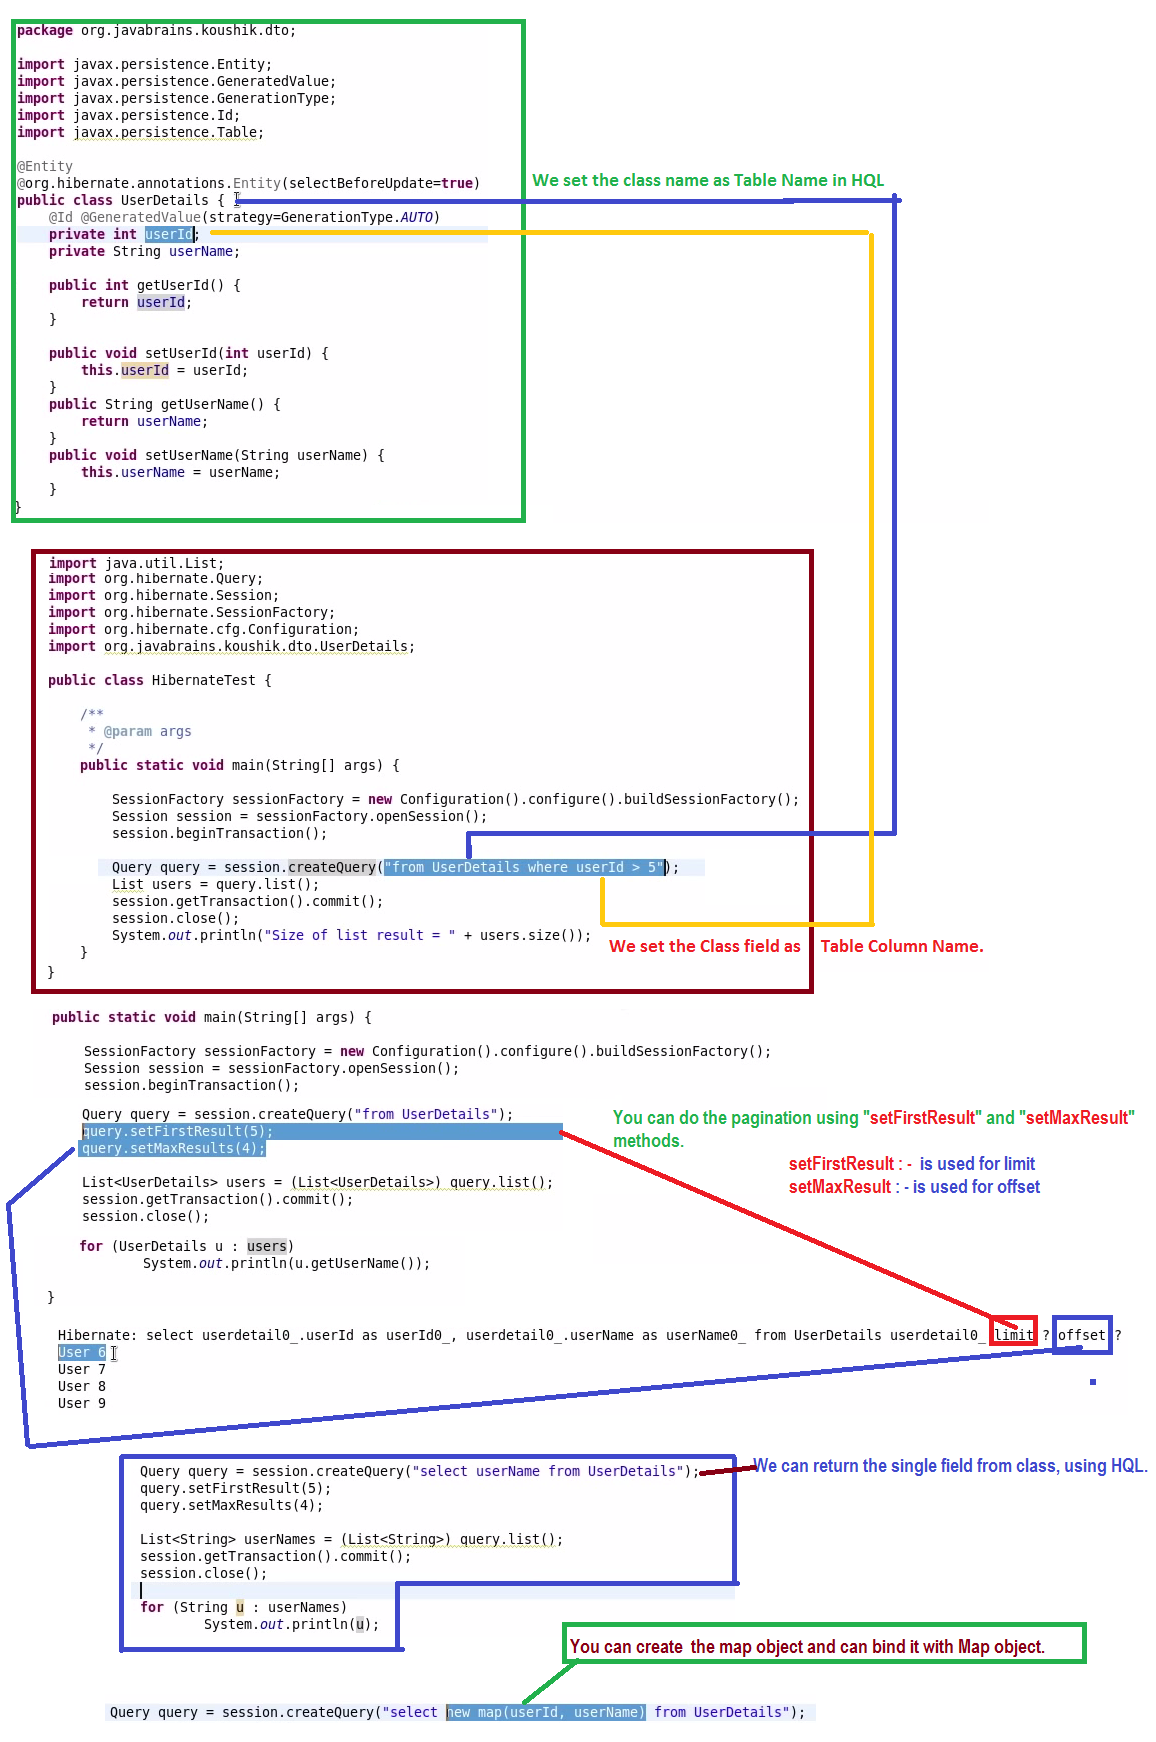 package org.javabrains.koushik.dto;
import javax.persistence.Entity;
import javax.persistence.GeneratedValue;
import javax.persistence.GenerationType;
import javax.persistence.Id;
import javax.persistence.Table;
@Entity
@org.hibernate.annotations.Entity(selectBeforeUpdate=true)
We set the class name as Table Name in HQL
public class UserDetails {
@Id @GeneratedValue(strategy=GenerationType.AUTO)
private int userId;
private String userName;
public int getUserId() {
return userId;
}
public void setUserId(int userId) {
this.userId = userId;
}
public String getUserName() {
return userName;
}
public void setUserName(String userName) {
this.userName = userName;
}
}
import java.util.List;
import org.hibernate.Query;
import org.hibernate.Session;
import org.hibernate.SessionFactory;
import org.hibernate.cfg.Configuration;
import org.javabrains.koushik.dto.UserDetails;
public class HibernateTest {
/**
* @param args
*/
public static void main(String[] args) {
SessionFactory sessionFactory = new Configuration().configure().buildSessionFactory();
Session session = sessionFactory.openSession();
session.beginTransaction();
Query query = session.createQuery("from UserDetails where userId > 5");
List users = query.list();
session.getTransaction().commit();
session.close();
System.out.println("Size of list result = " + users.size());
We set the Class field as Table Column Name.
}
}
public static void main(String[] args) {
SessionFactory sessionFactory = new Configuration().configure().buildSessionFactory();
Session session = sessionFactory.openSession();
session.beginTransaction();
Query query = session.createQuery("from UserDetails");
query.setFirstResult(5);
query.setMaxResults(4);
You can do the pagination using "setFirstResult" and "setMaxResult"
methods.
setFirstResult : - is used for limit
setMaxResult : - is used for offset
List<UserDetails> users = (List<UserDetails>) query.list();
session.getTransaction().commit();
session.close();
for (UserDetails u : users)
System.out.println(u.getUserName());
}
Hibernate: select userdetail0_.userId as userId0_, userdetail0_.userName as userName0_ from UserDetails userdetail0_ limit ? offset ?
User 6
User 7
User 8
User 9
Query query = session.createQuery("select userName from UserDetails");
We can return the single field from class, using HQL.
query.setFirstResult(5);
query.setMaxResults(4);
List<String> userNames = (List<String>) query.list();
session.getTransaction().commit();
session.close();
for (String u : userNames)
System.out.println(u);
You can create the map object and can bind it with Map object.
Query query = session.createQuery("select new map(userId, userName) from UserDetails");